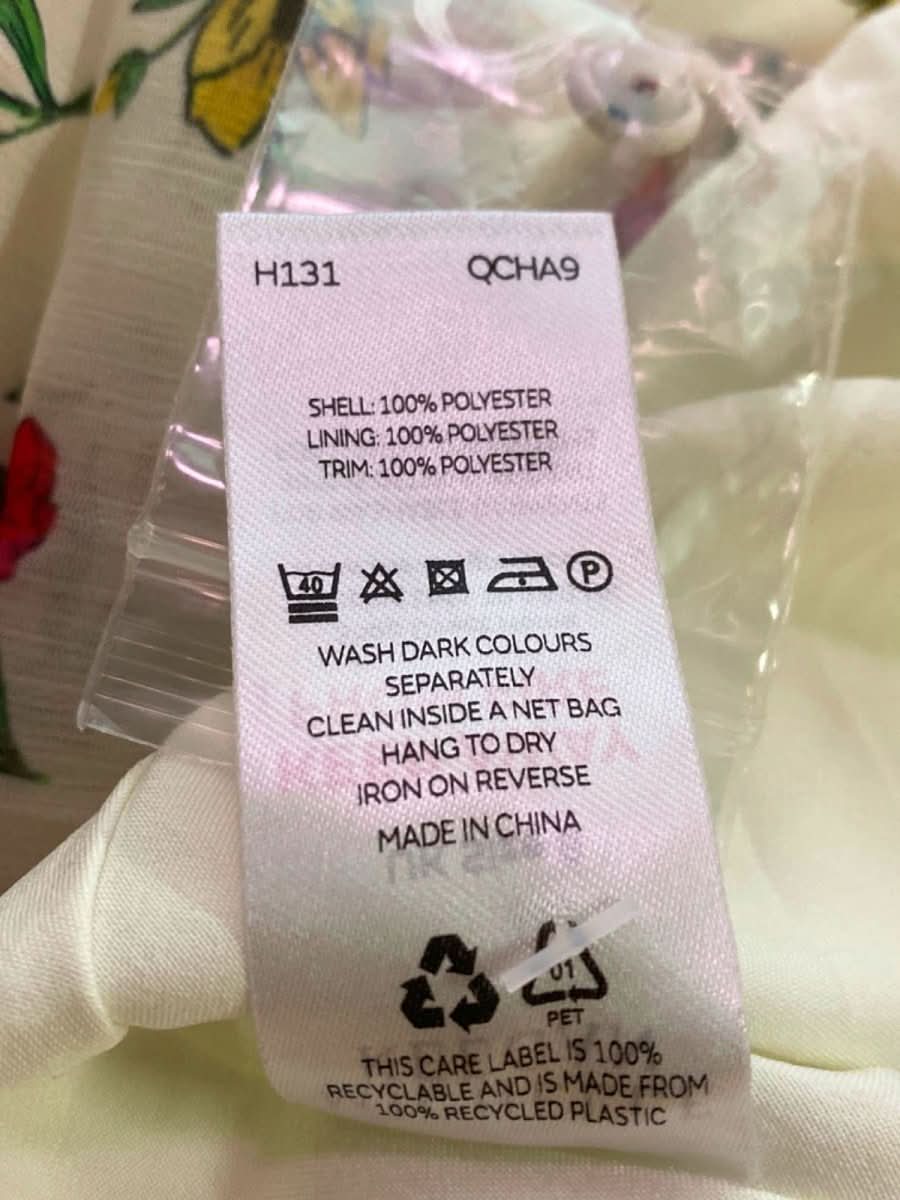 H131 QCHA9
SHELL: 100% POLYESTER
LINING: 100% POLYESTER
TRIM: 100% POLYESTER
40 P
WASH DARK COLOURS
SEPARATELY
CLEAN INSIDE A NET BAG
HANG TO DRY
IRON ON REVERSE
MADE IN CHINA
01
PET
THIS CARE LABEL IS 100%
RECYCLABLE AND IS MADE FROM
100% RECYCLED PLASTIC